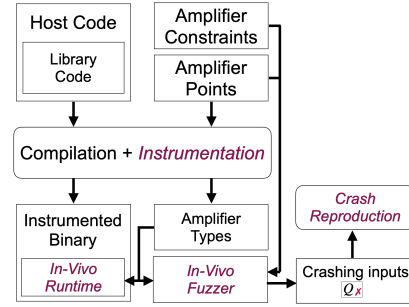 Host Code
Library
Code
Amplifier
Constraints
Amplifier
Points
Compilation + Instrumentation
Instrumented
Binary
In-Vivo
Runtime
Amplifier
Types
In-Vivo
Fuzzer
Crash
Reproduction
Crashing inputs
Q✗